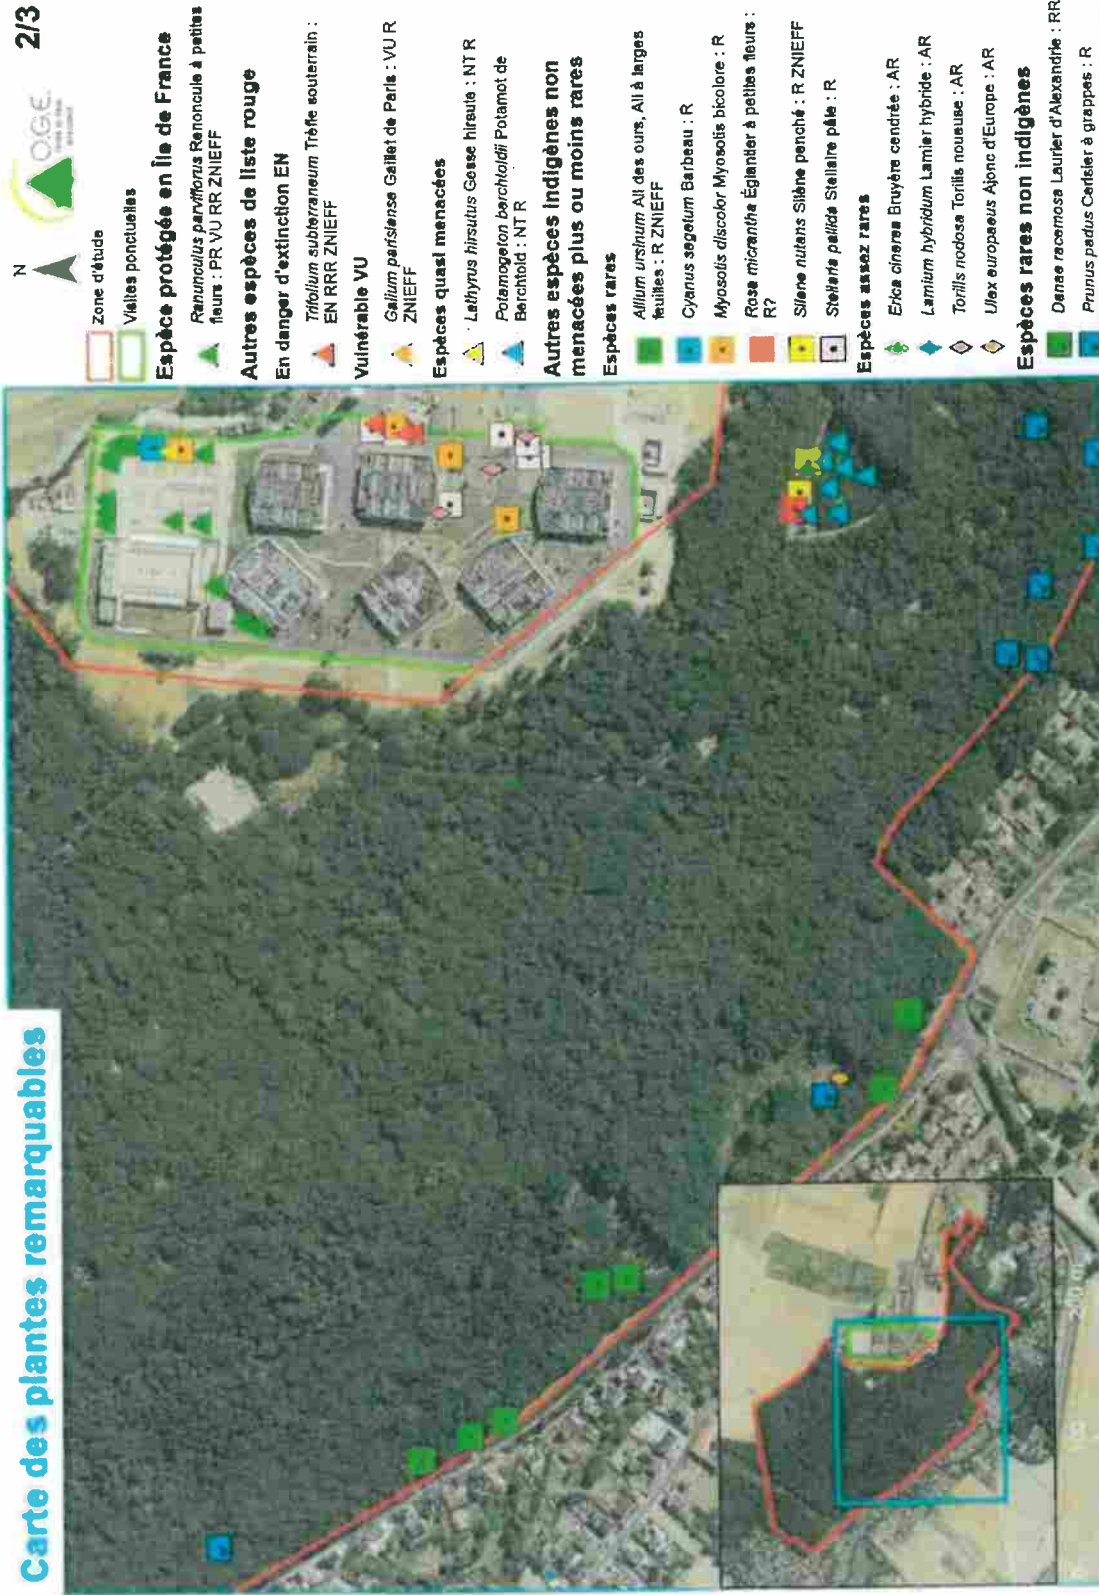 Carte des plantes remarquables
2/3
N
O.G.E.
Zone d'étude
Visites ponctuelles
Espèce protégée en Île de France
Ranunculus parviflorus Renoncule à petites
fleurs : PR VU RR ZNIEFF
Autres espèces de liste rouge
En danger d'extinction EN
Trifolium subterraneum Trèfle souterrain :
EN RRR ZNIEFF
Vulnérable VU
Galium parisiense Gaillet de Paris : VU R
ZNIEFF
Espèces quasi menacées
Lathyrus hirsutus Gesse hirsute : NT R
Potamogeton berchtoldii Potamot de
Berchtold : NT R
Autres espèces indigènes non
menacées plus ou moins rares
Espèces rares
Allium ursinum Ail des ours, Ail à larges
feuilles : R ZNIEFF
Cyanus segetum Barbeau : R
Myosotis discolor Myosotis bicolore : R
Rosa micrantha Églantier à petites fleurs :
R?
Silene nutans Silène penché : R ZNIEFF
Stellaria pallida Stellaire pâle : R
Espèces assez rares
Erica cinerea Bruyère cendrée : AR
Lamium hybridum Lamier hybride : AR
Torilis nodosa Torilis noueuse : AR
Ulex europaeus Ajonc d'Europe : AR
Espèces rares non indigènes
Danae racemosa Laurier d'Alexandrie : RR
Prunus padus Cerisier à grappes : R
200 m